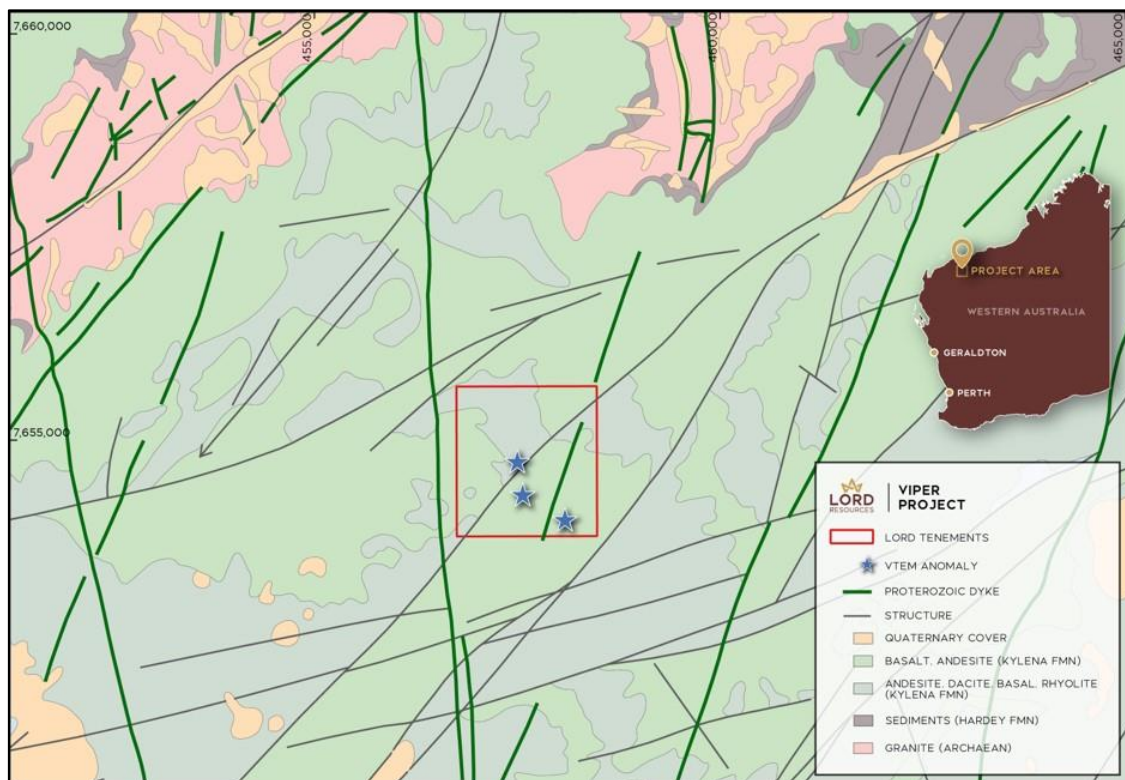 7,660,000
455,000
460,000
465,000
7,655,000
PROJECT AREA
WESTERN AUSTRALIA
GERALDTON
PERTH
LORD
RESOURCES
VIPER
PROJECT
LORD TENEMENTS
VTEM ANOMALY
PROTEROZOIC DYKE
STRUCTURE
QUATERNARY COVER
BASALT. ANDESITE (KYLENA FMN)
ANDESITE. DACITE. BASAL. RHYOLITE
(KYLENA FMN)
SEDIMENTS (HARDEY FMN)
GRANITE (ARCHAEAN)